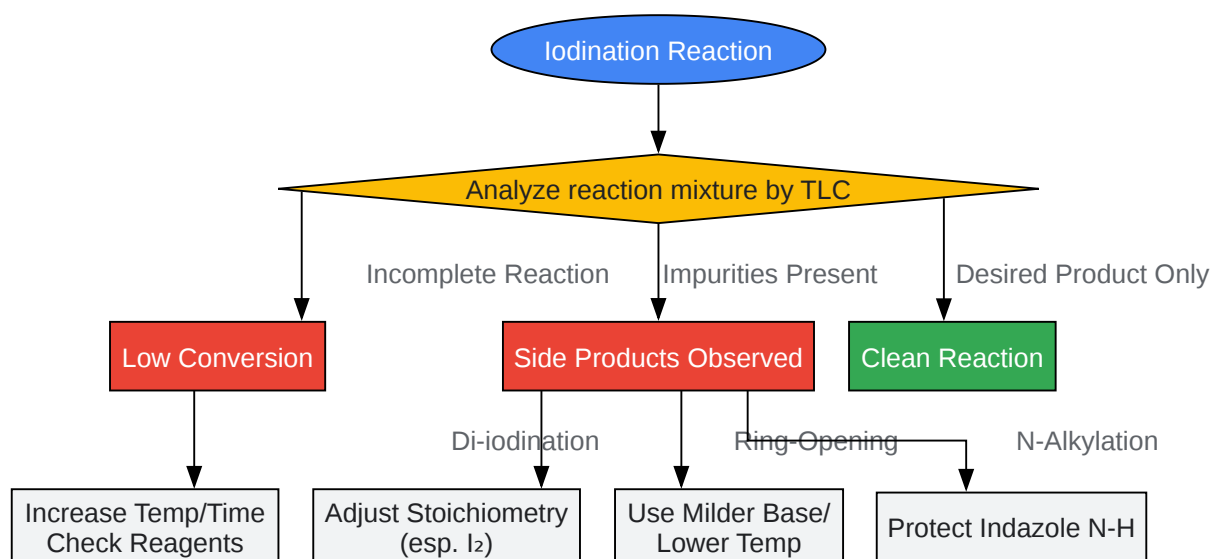 Iodination Reaction
Analyze reaction mixture by TLC
Incomplete Reaction
Impurities Present
Desired Product Only
Low Conversion
Side Products Observed
Clean Reaction
Di-iodination
Ring-Opening
N-Alkylation
Increase Temp/Time
Check Reagents
Adjust Stoichiometry
(esp. I₂)
Use Milder Base/
Lower Temp
Protect Indazole N-H